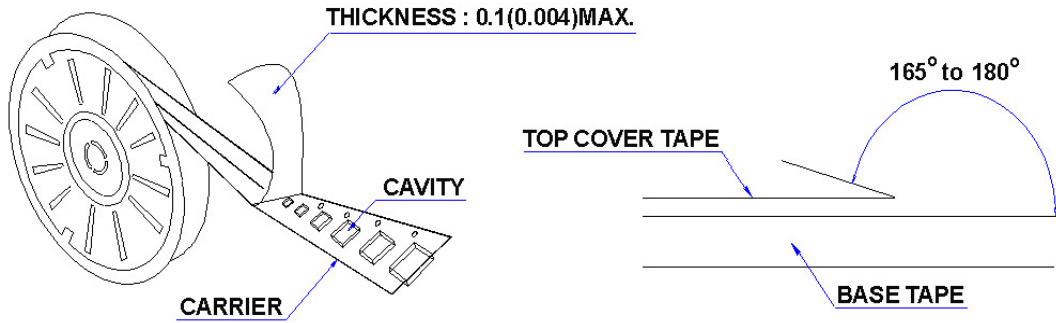 THICKNESS : 0.1(0.004)MAX.
165° to 180°
TOP COVER TAPE
CAVITY
CARRIER
BASE TAPE